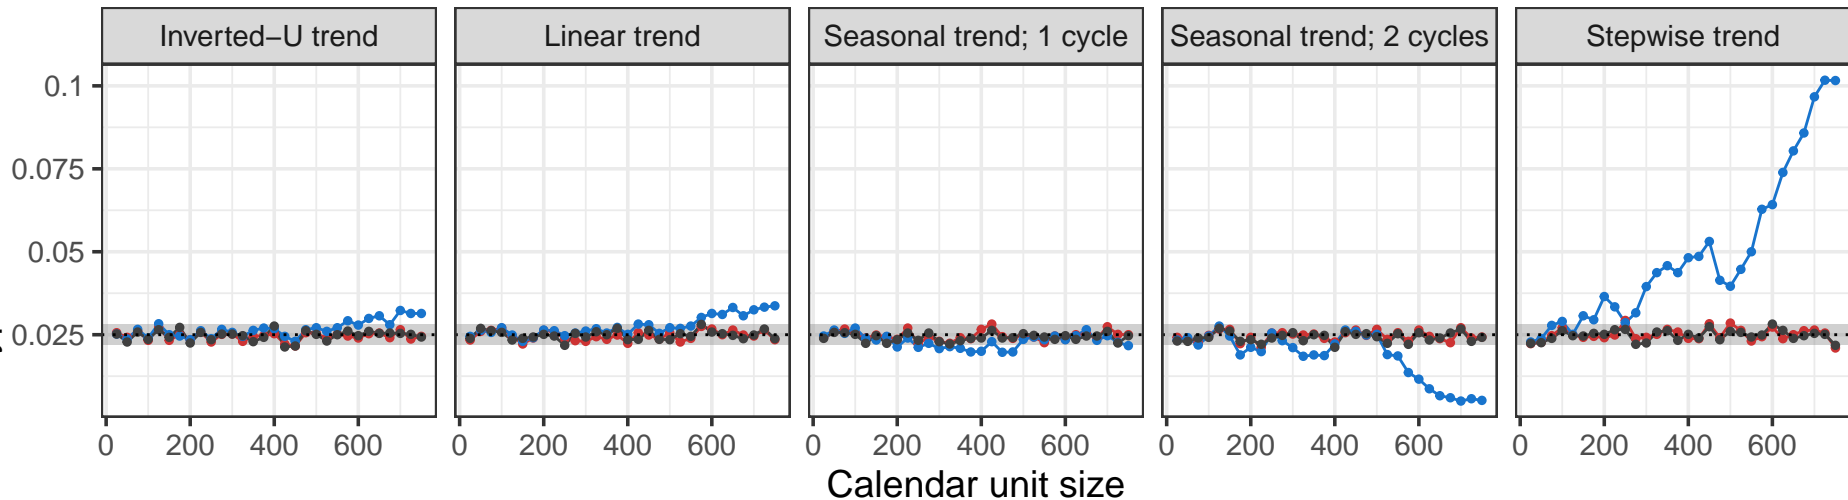 Inverted–U trend
Linear trend
Seasonal trend; 1 cycle
Seasonal trend; 2 cycles
Stepwise trend
0.1
0.075
0.05
0.025
0 200 400 600
0 200 400 600
0 200 400 600
0 200 400 600
0 200 400 600
Calendar unit size